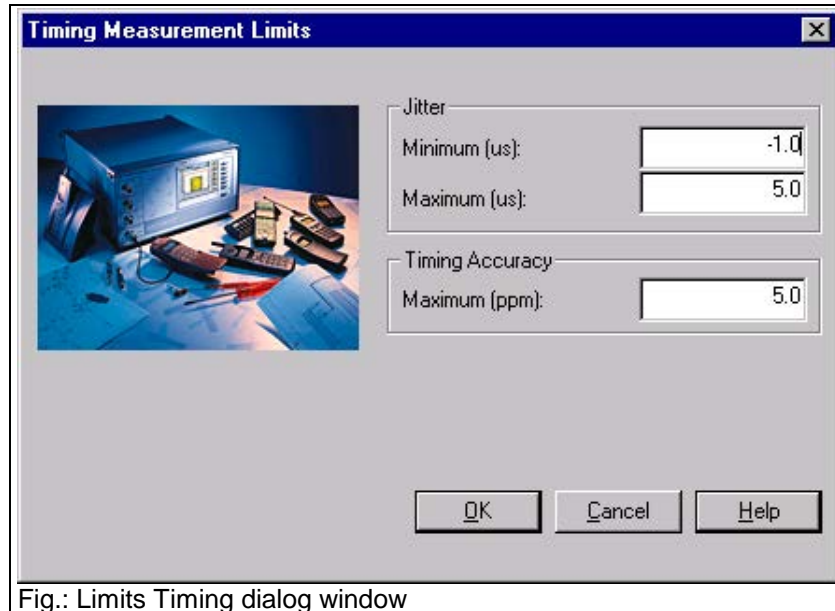 Timing Measurement Limits
Jitter
Minimum (us):
-1.0
Maximum (us):
5.0
Timing Accuracy
Maximum (ppm):
5.0
OK
Cancel
Help
Fig.: Limits Timing dialog window